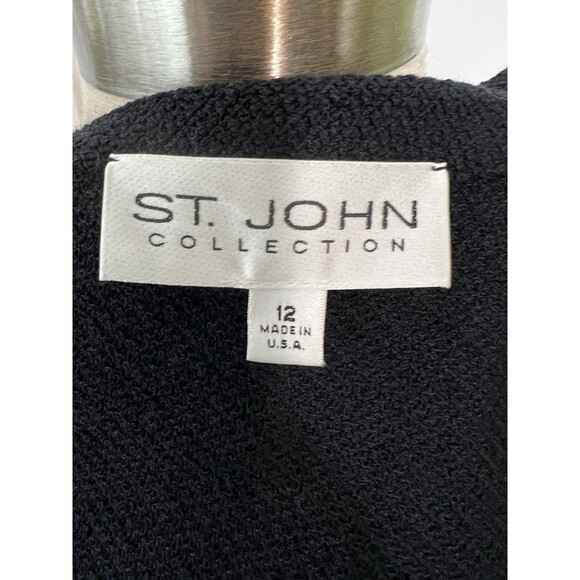 ST. JOHN
COLLECTION
12
MADE IN
U.S.A.